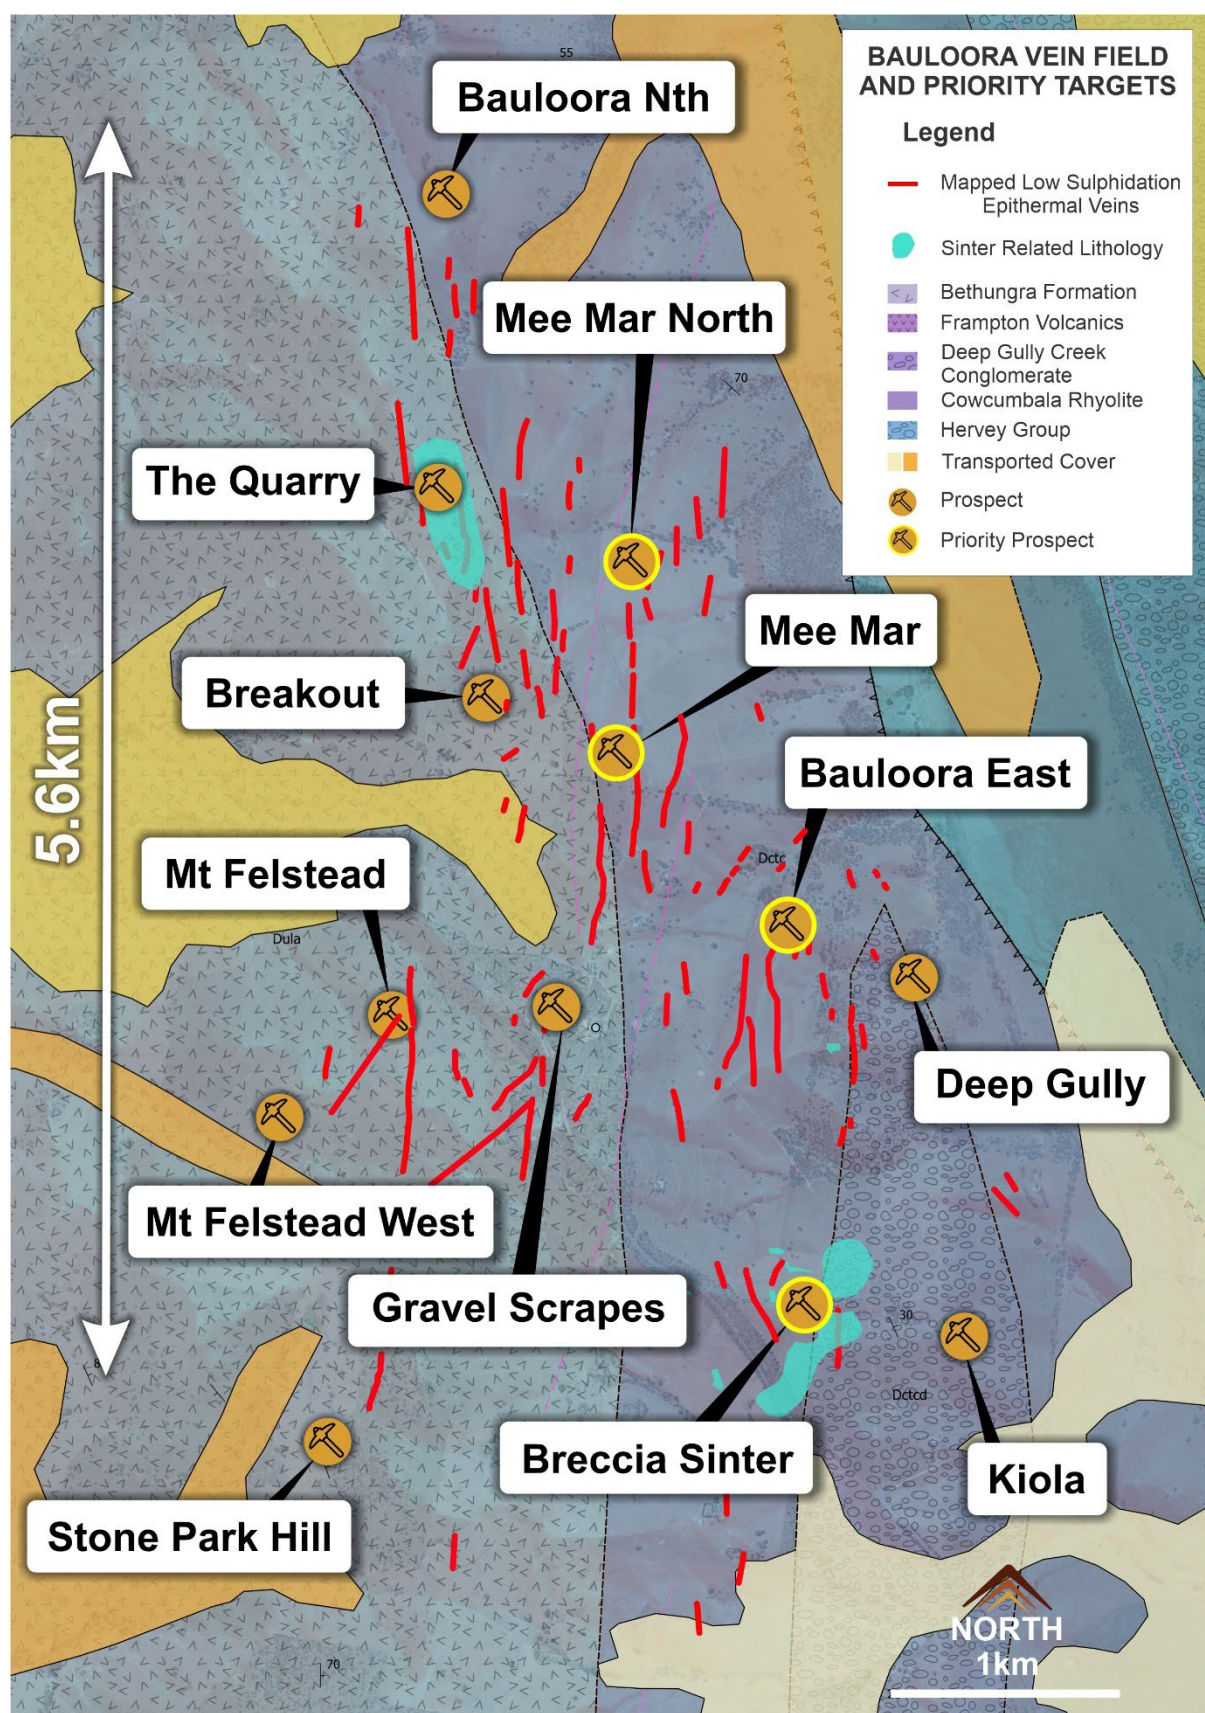 BAULOORA VEIN FIELD
AND PRIORITY TARGETS
Legend
Mapped Low Sulphidation
Epithermal Veins
Sinter Related Lithology
Bethungra Formation
Frampton Volcanics
Deep Gully Creek
Conglomerate
Cowcumbala Rhyolite
Hervey Group
Transported Cover
Prospect
Priority Prospect
55
Bauloora Nth
Mee Mar North
70
The Quarry
Mee Mar
Breakout
Bauloora East
5.6km
Mt Felstead
Dctc
Dula
Deep Gully
Mt Felstead West
Gravel Scrapes
30
8
Dctcd
Breccia Sinter
Kiola
Stone Park Hill
70
NORTH
1km